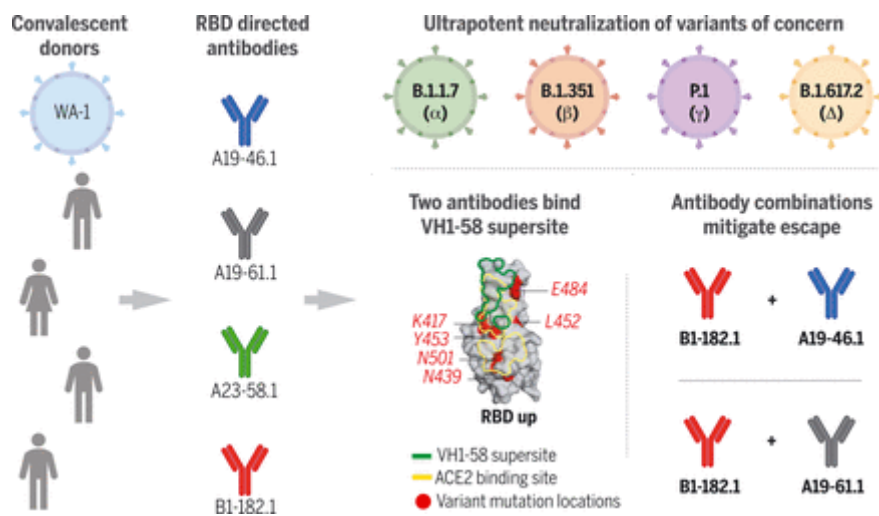 Convalescent
donors
WA-1
RBD directed
antibodies
A19-46.1
A19-61.1
A23-58.1
B1-182.1
Ultrapotent neutralization of variants of concern
B.1.1.7
(α)
B.1.351
(β)
P.1
(γ)
B.1.617.2
(Δ)
Two antibodies bind
VH1-58 supersite
E484
L452
K417
Y453
N501
N439
RBD up
VH1-58 supersite
ACE2 binding site
Variant mutation locations
Antibody combinations
mitigate escape
B1-182.1 + A19-46.1
B1-182.1 + A19-61.1